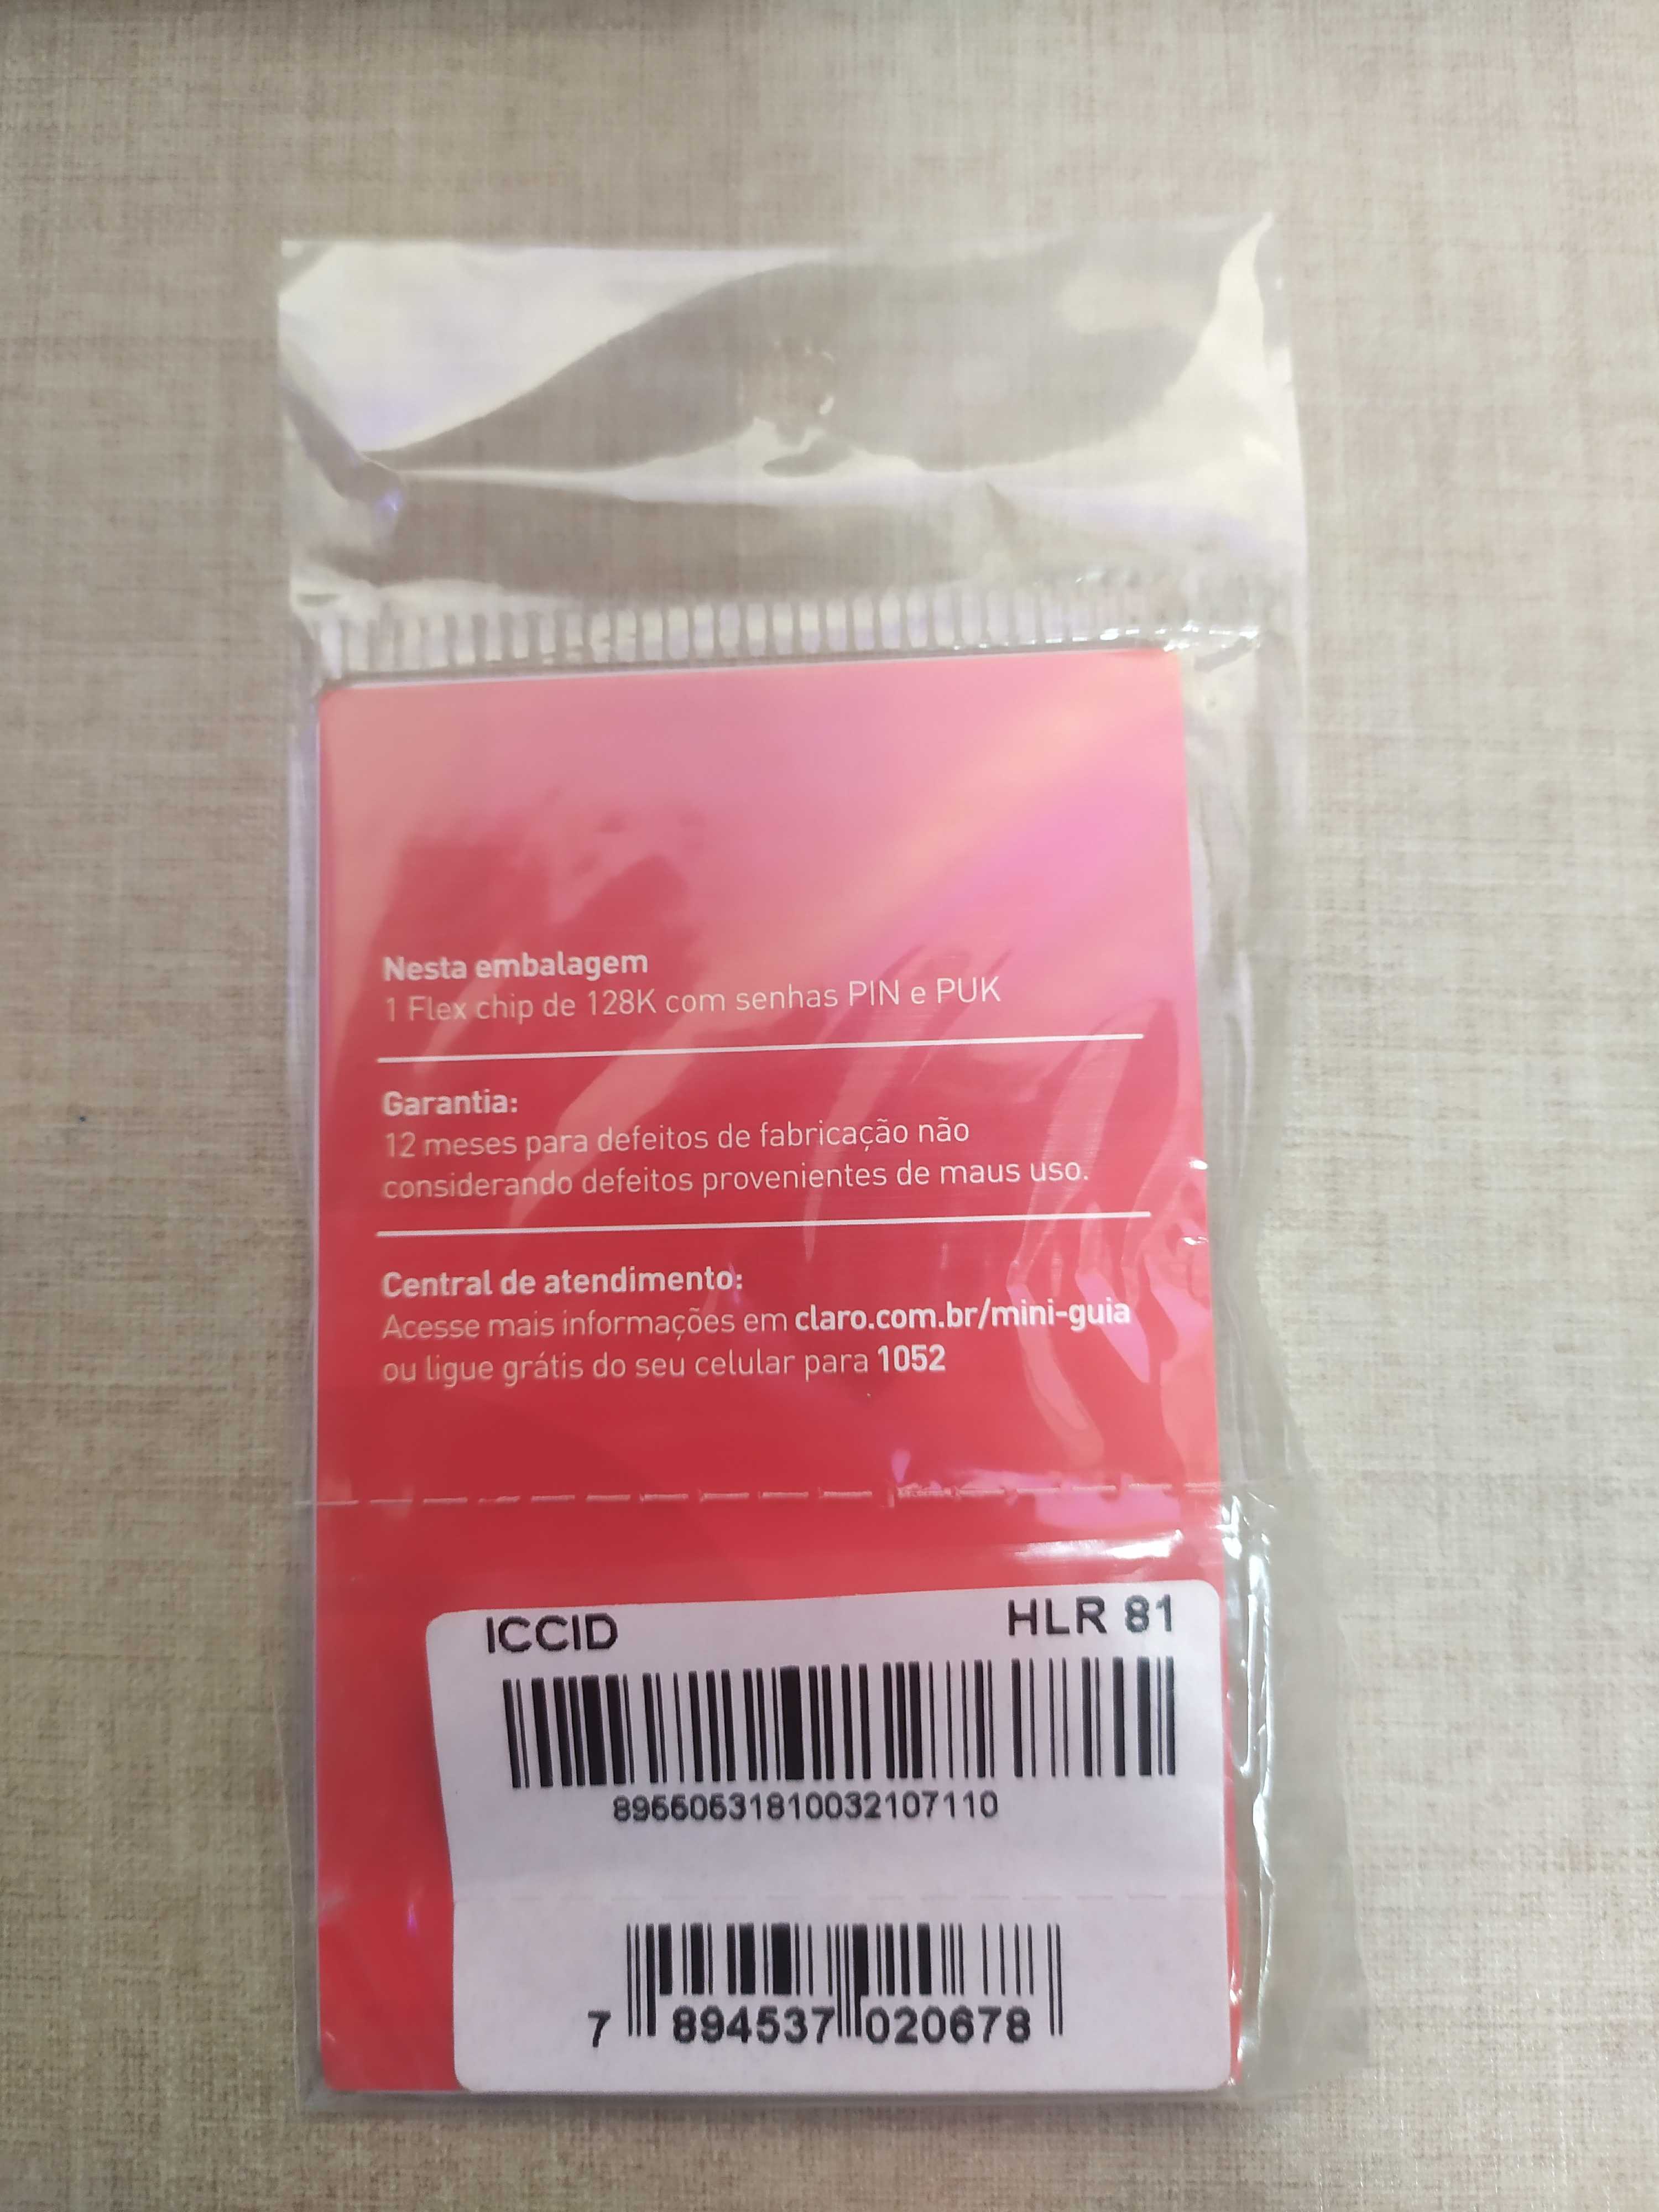 Nesta embalagem
1 Flex chip de 128K com senhas PIN e PUK
Garantia:
12 meses para defeitos de fabricação não
considerando defeitos provenientes de maus uso.
Central de atendimento:
Acesse mais informações em claro.com.br/mini-guia
ou ligue grátis do seu celular para 1052
ICCID HLR 81
89550531810032107110
7 894537 020678